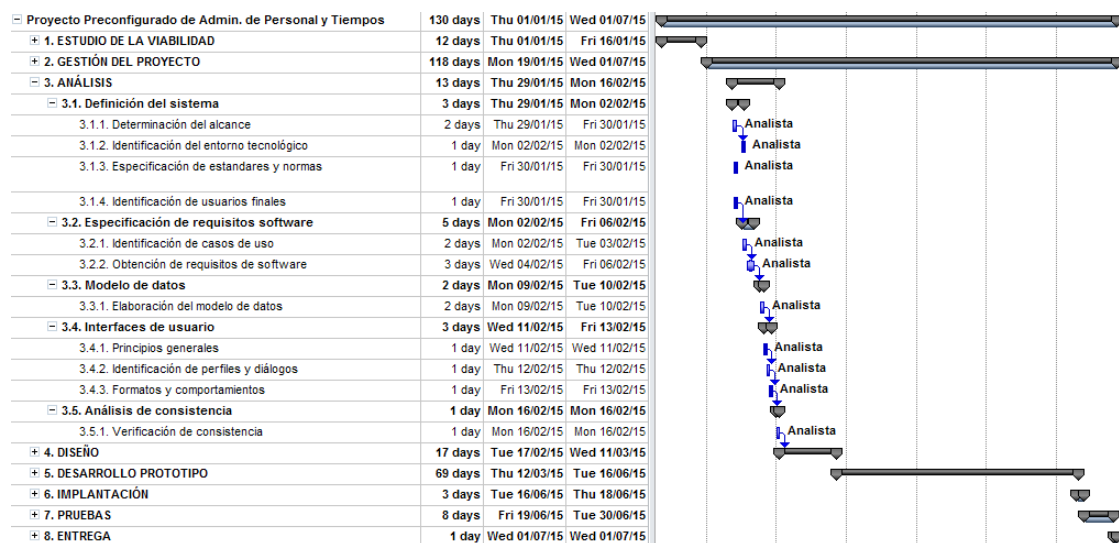 Proyecto Preconfigurado de Admin. de Personal y Tiempos 130 days Thu 01/01/15 Wed 01/07/15
1. ESTUDIO DE LA VIABILIDAD 12 days Thu 01/01/15 Fri 16/01/15
2. GESTIÓN DEL PROYECTO 118 days Mon 19/01/15 Wed 01/07/15
3. ANÁLISIS 13 days Thu 29/01/15 Mon 16/02/15
3.1. Definición del sistema 3 days Thu 29/01/15 Mon 02/02/15
3.1.1. Determinación del alcance 2 days Thu 29/01/15 Fri 30/01/15 Analista
3.1.2. Identificación del entorno tecnológico 1 day Mon 02/02/15 Mon 02/02/15 Analista
3.1.3. Especificación de estandares y normas 1 day Fri 30/01/15 Fri 30/01/15 Analista
3.1.4. Identificación de usuarios finales 1 day Fri 30/01/15 Fri 30/01/15 Analista
3.2. Especificación de requisitos software 5 days Mon 02/02/15 Fri 06/02/15
3.2.1. Identificación de casos de uso 2 days Mon 02/02/15 Tue 03/02/15 Analista
3.2.2. Obtención de requisitos de software 3 days Wed 04/02/15 Fri 06/02/15 Analista
3.3. Modelo de datos 2 days Mon 09/02/15 Tue 10/02/15
3.3.1. Elaboración del modelo de datos 2 days Mon 09/02/15 Tue 10/02/15 Analista
3.4. Interfaces de usuario 3 days Wed 11/02/15 Fri 13/02/15
3.4.1. Principios generales 1 day Wed 11/02/15 Wed 11/02/15 Analista
3.4.2. Identificación de perfiles y diálogos 1 day Thu 12/02/15 Thu 12/02/15 Analista
3.4.3. Formatos y comportamientos 1 day Fri 13/02/15 Fri 13/02/15 Analista
3.5. Análisis de consistencia 1 day Mon 16/02/15 Mon 16/02/15
3.5.1. Verificación de consistencia 1 day Mon 16/02/15 Mon 16/02/15 Analista
4. DISEÑO 17 days Tue 17/02/15 Wed 11/03/15
5. DESARROLLO PROTOTIPO 69 days Thu 12/03/15 Tue 16/06/15
6. IMPLANTACIÓN 3 days Tue 16/06/15 Thu 18/06/15
7. PRUEBAS 8 days Fri 19/06/15 Tue 30/06/15
8. ENTREGA 1 day Wed 01/07/15 Wed 01/07/15